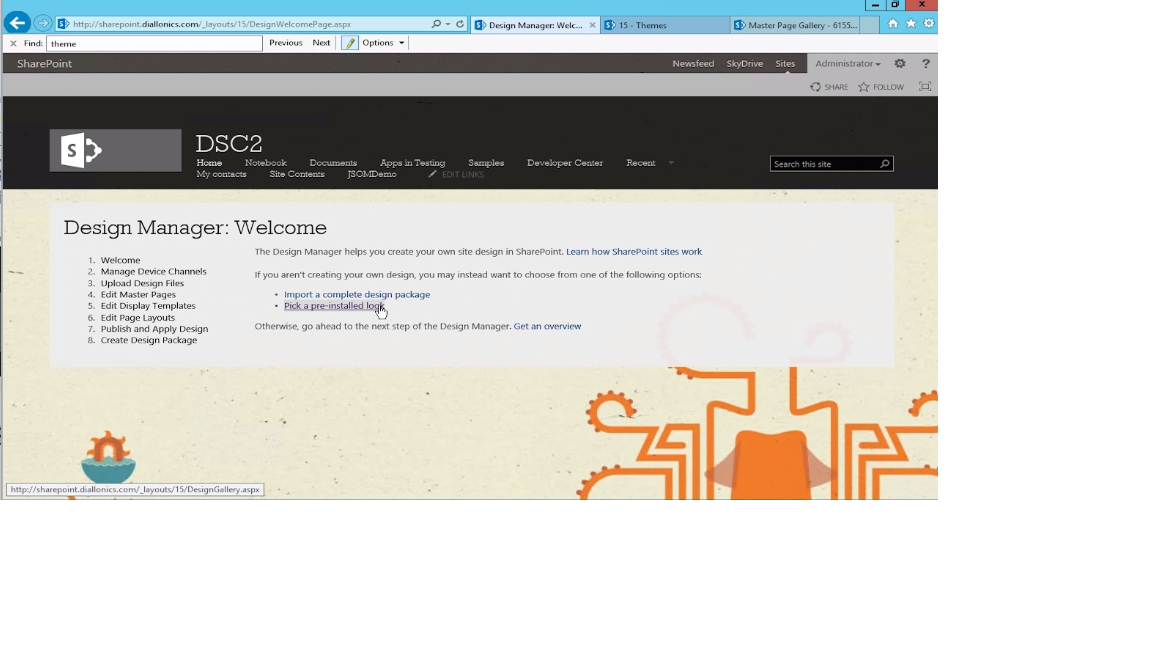 http://sharepoint.diallonics.com/_layouts/15/DesignWelcomePage.aspx
Design Manager: Welc...
15 - Themes
Master Page Gallery - 6155...
Find: theme Previous Next Options
SharePoint Newsfeed SkyDrive Sites Administrator ?
SHARE FOLLOW
S
DSC2
Home Notebook Documents Apps in Testing Samples Developer Center Recent
My contacts Site Contents JSOMDemo EDIT LINKS
Search this site
Design Manager: Welcome
1. Welcome
2. Manage Device Channels
3. Upload Design Files
4. Edit Master Pages
5. Edit Display Templates
6. Edit Page Layouts
7. Publish and Apply Design
8. Create Design Package
The Design Manager helps you create your own site design in SharePoint. Learn how SharePoint sites work
If you aren't creating your own design, you may instead want to choose from one of the following options:
Import a complete design package
Pick a pre-installed look
Otherwise, go ahead to the next step of the Design Manager. Get an overview
http://sharepoint.diallonics.com/_layouts/15/DesignGallery.aspx